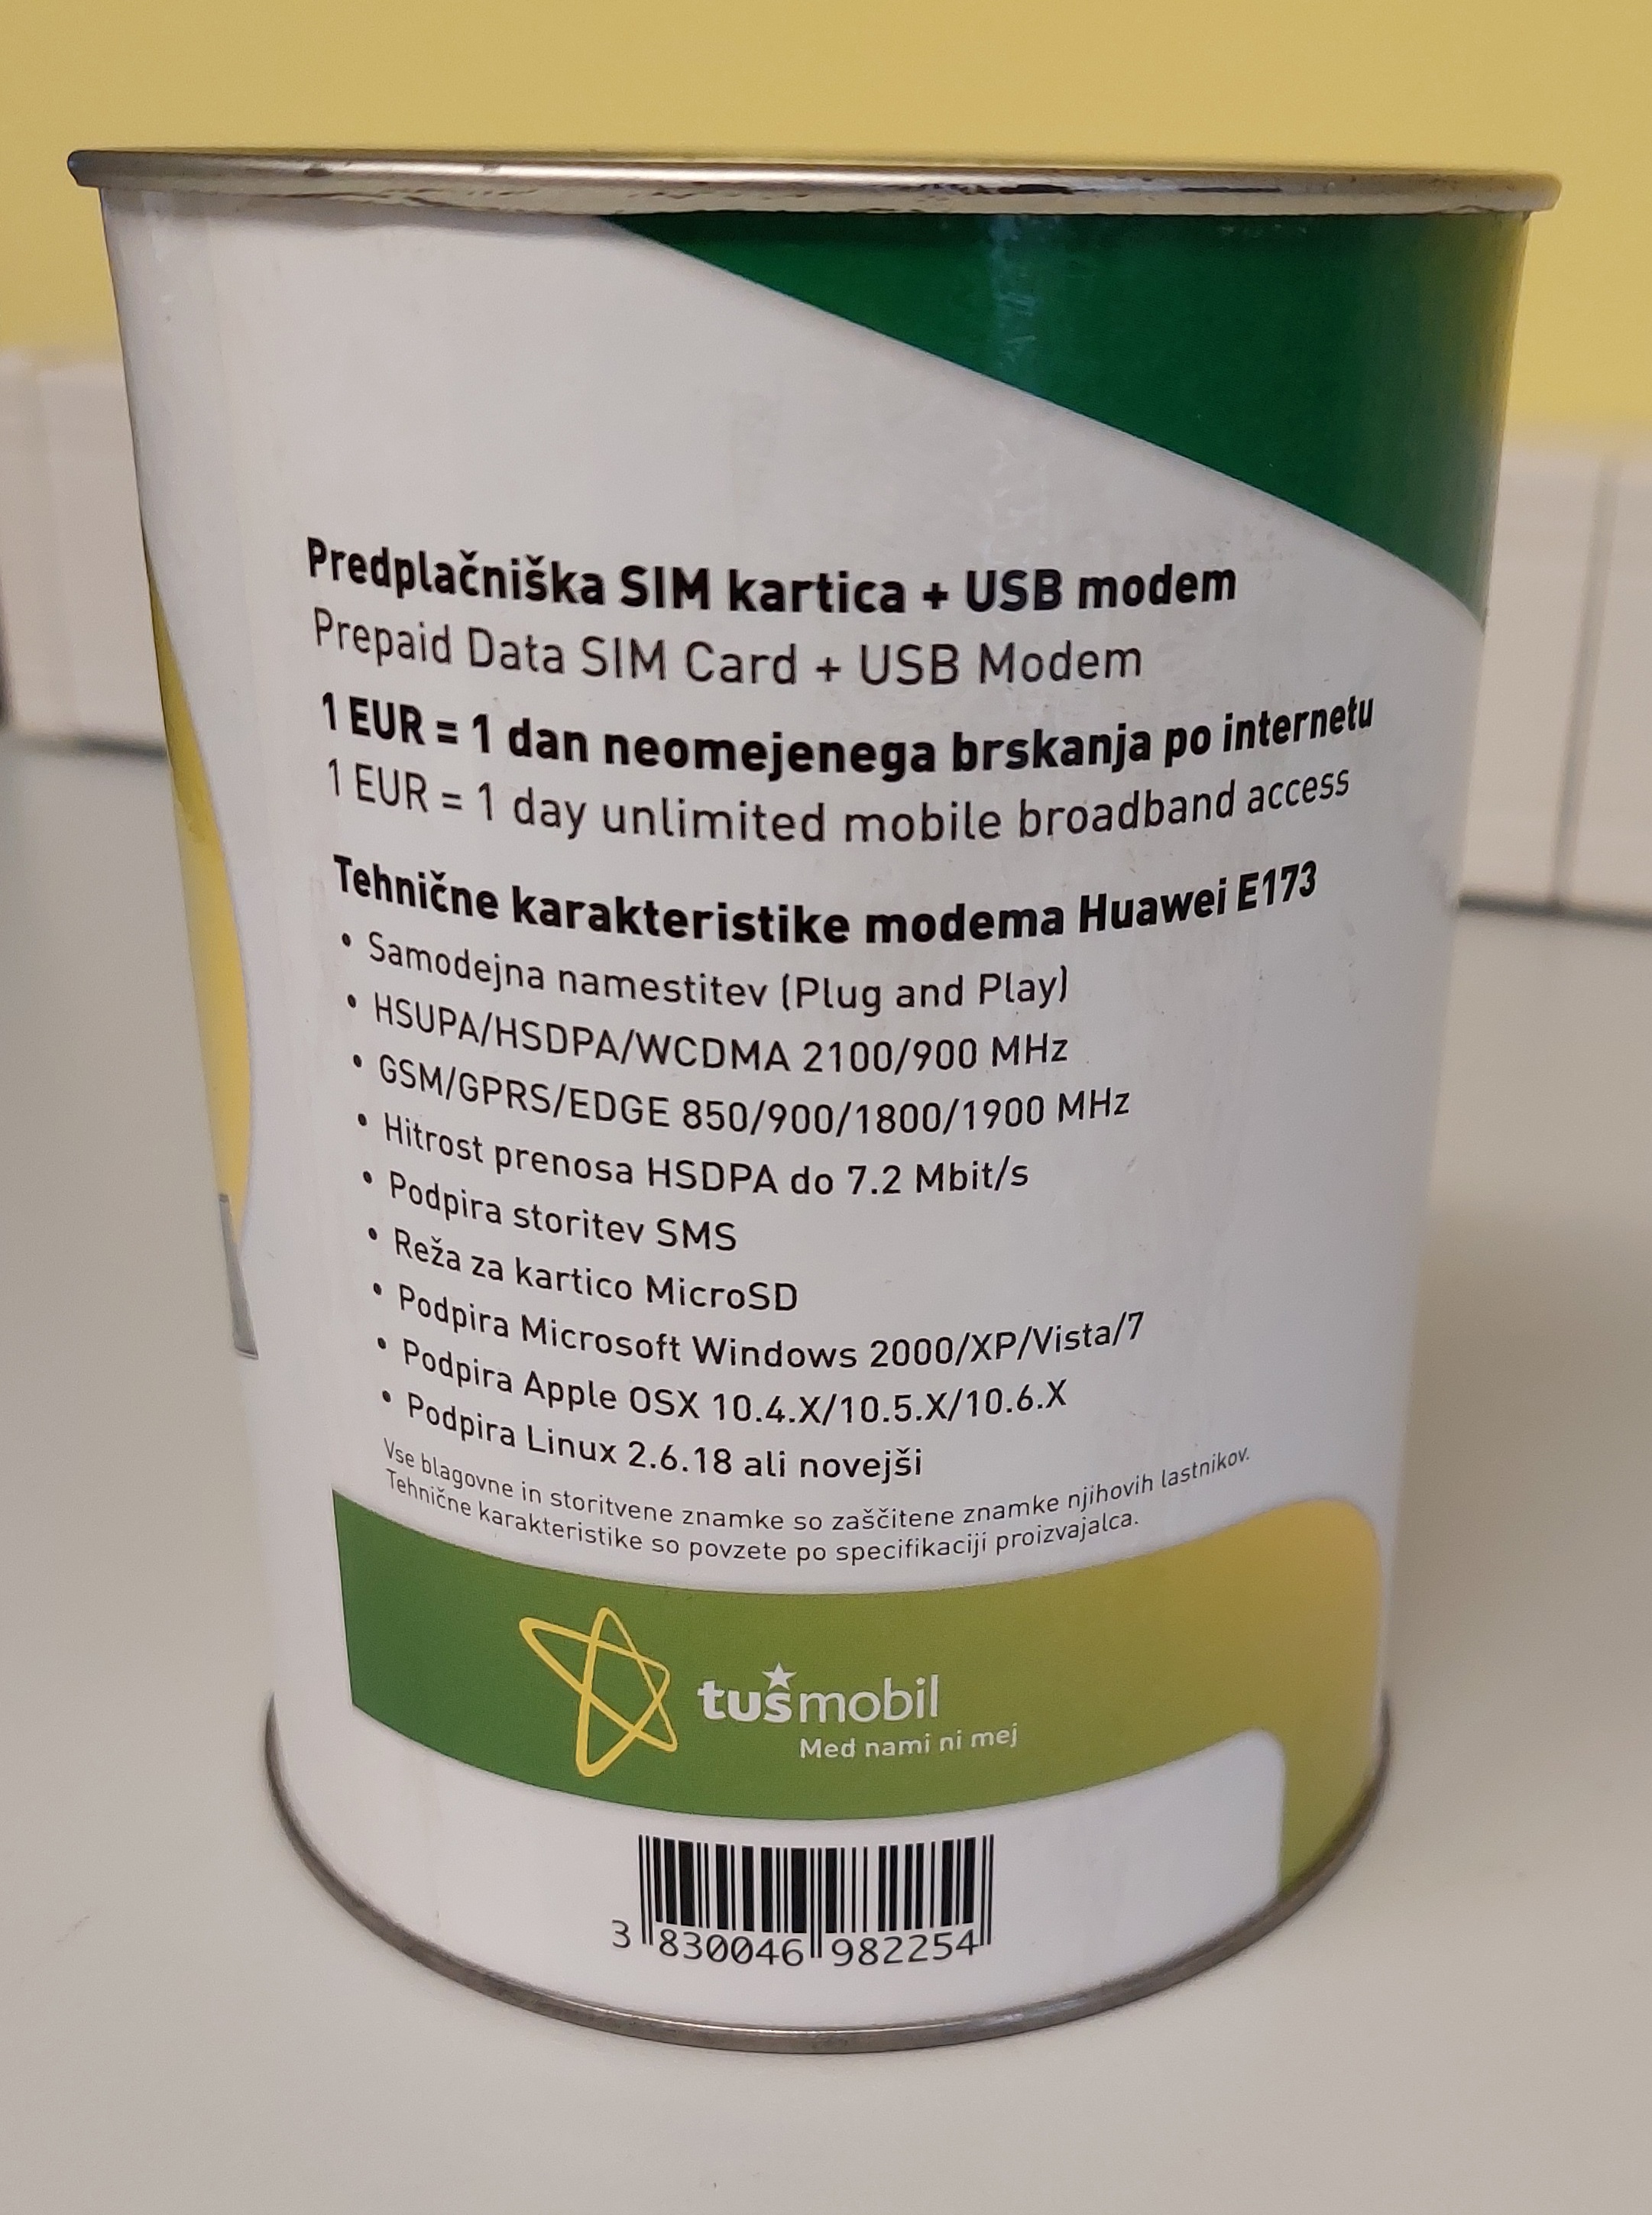 Predplačniška SIM kartica + USB modem
Prepaid Data SIM Card + USB Modem
1 EUR = 1 dan neomejenega brskanja po internetu
1 EUR = 1 day unlimited mobile broadband access
Tehnične karakteristike modema Huawei E173
• Samodejna namestitev (Plug and Play)
• HSUPA/HSDPA/WCDMA 2100/900 MHz
• GSM/GPRS/EDGE 850/900/1800/1900 MHz
• Hitrost prenosa HSDPA do 7.2 Mbit/s
• Podpira storitev SMS
• Reža za kartico MicroSD
• Podpira Microsoft Windows 2000/XP/Vista/7
• Podpira Apple OSX 10.4.X/10.5.X/10.6.X
• Podpira Linux 2.6.18 ali novejši
Vse blagovne in storitvene znamke so zaščitene znamke njihovih lastnikov.
Tehnične karakteristike so povzete po specifikaciji proizvajalca.
tušmobil
Med nami ni mej
3 830046 982254